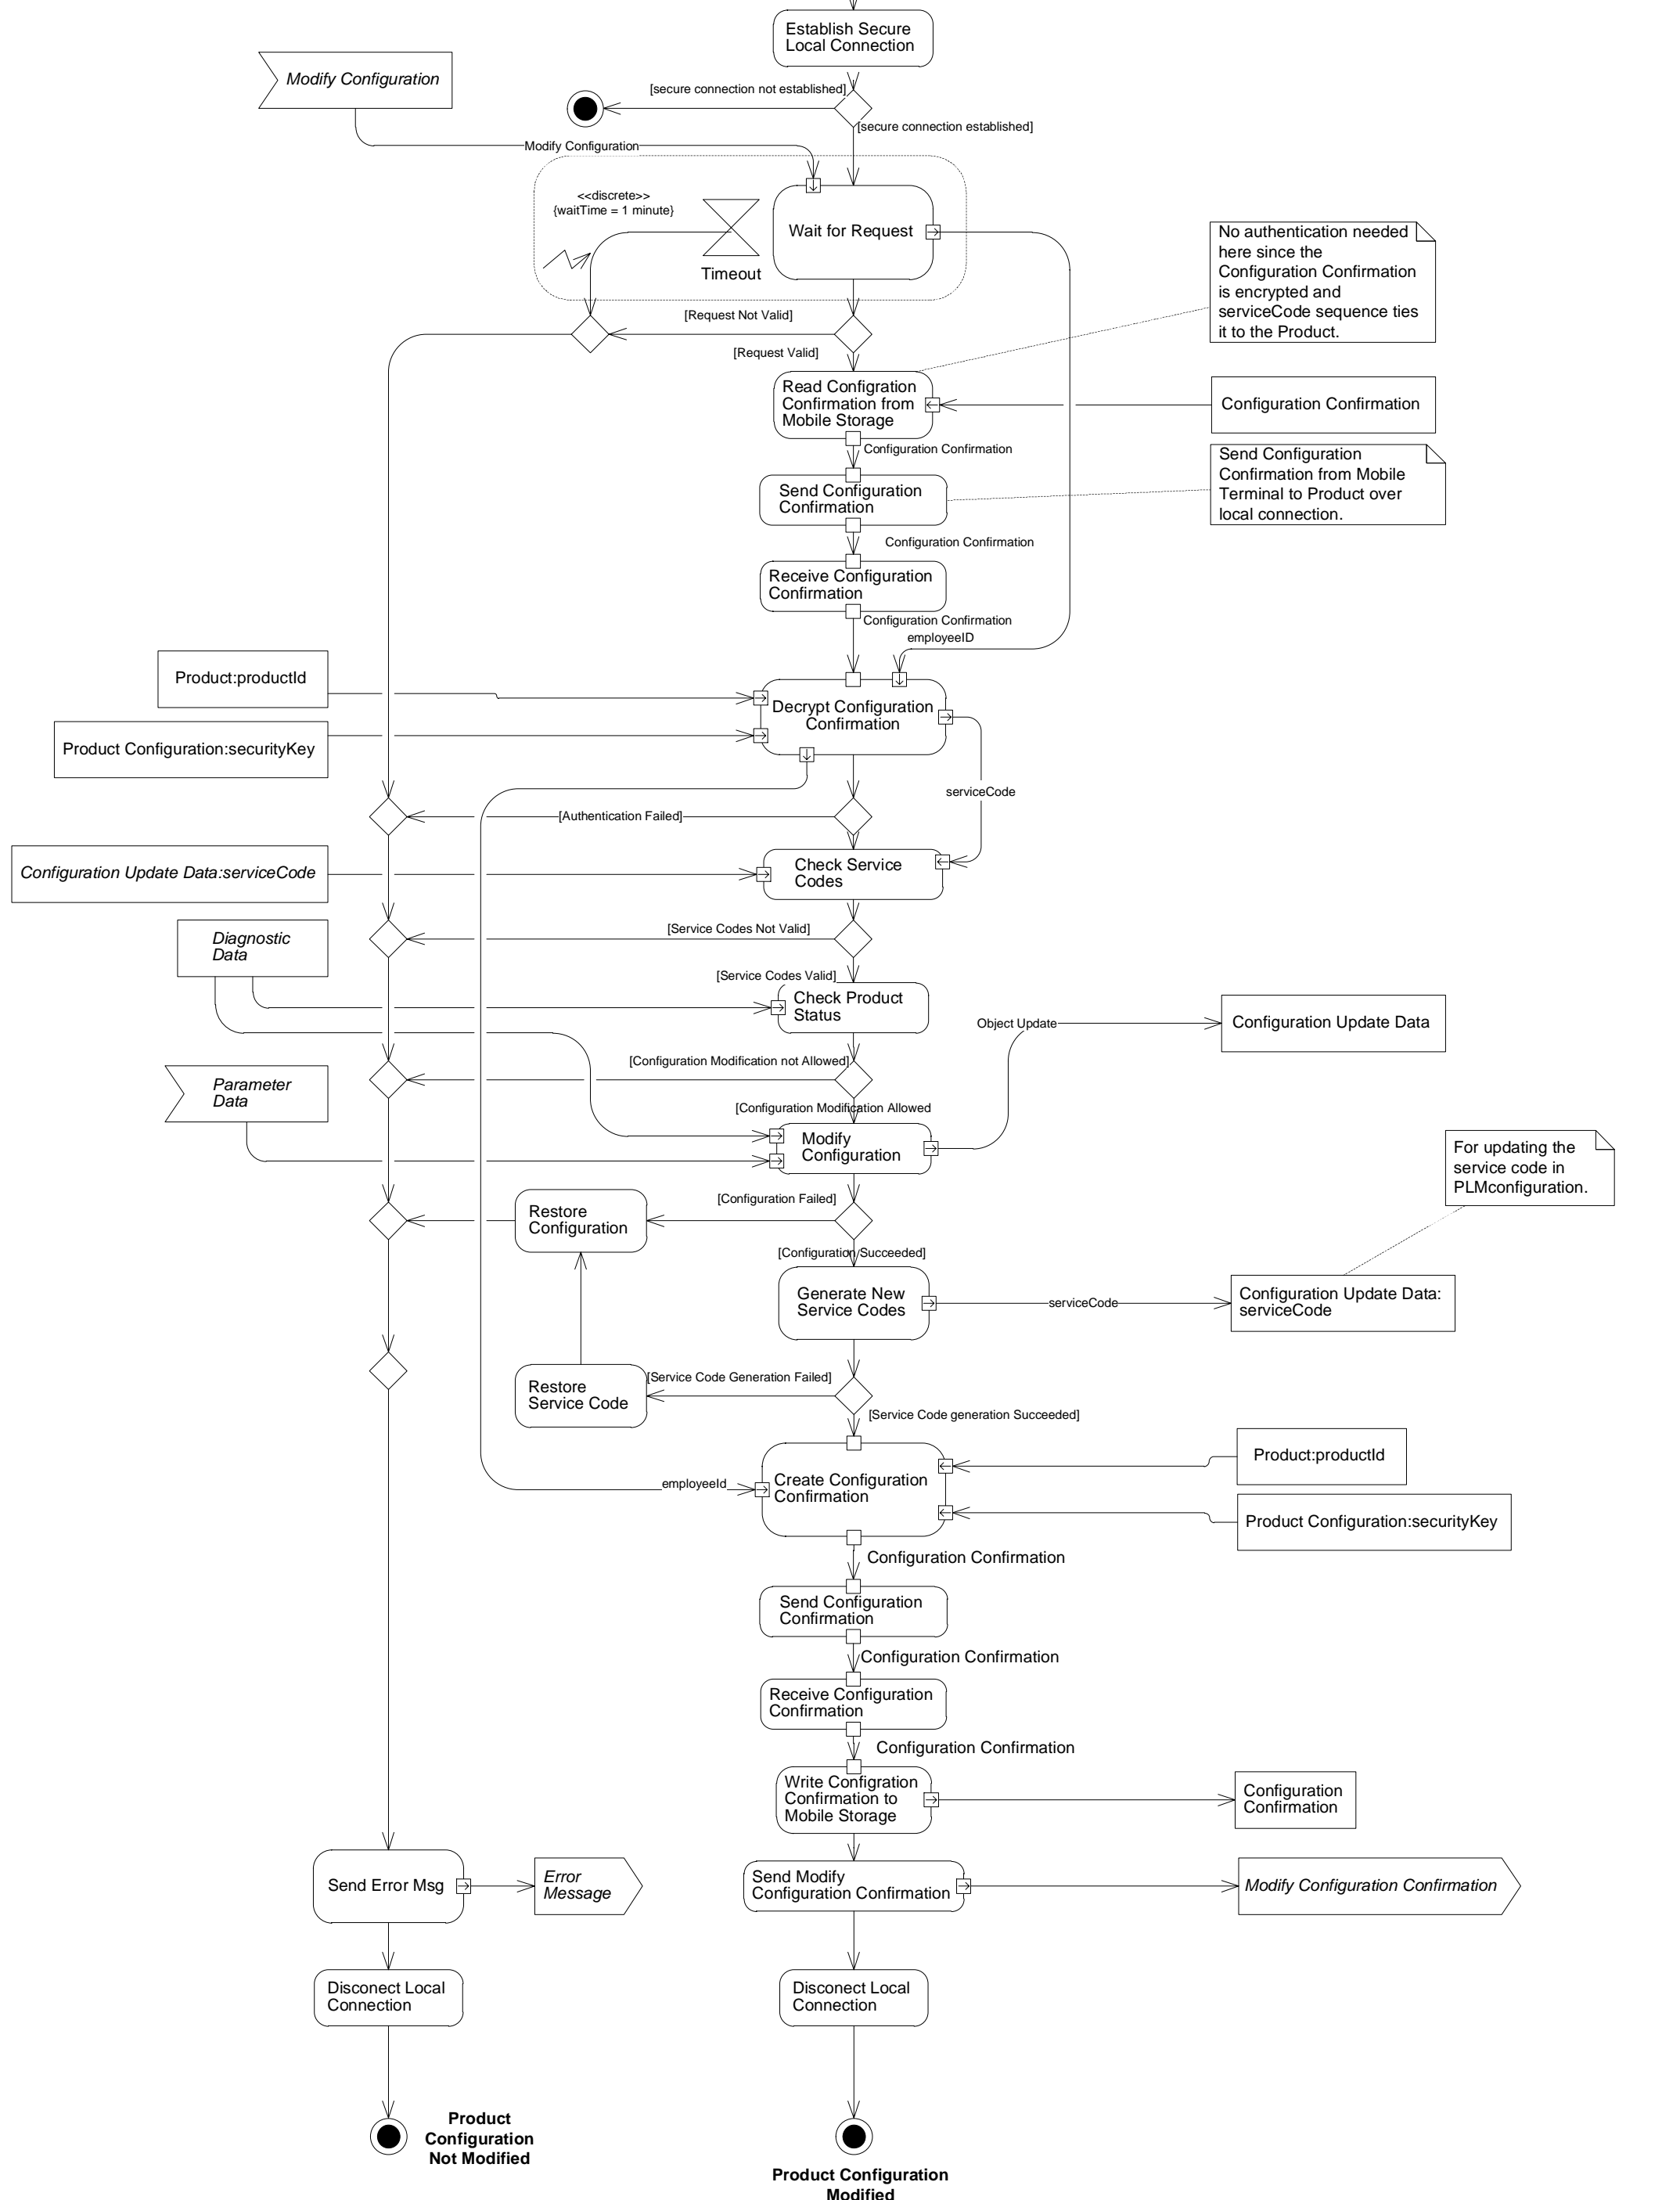 Establish Secure
Local Connection
Modify Configuration
[secure connection not established]
[secure connection established]
Modify Configuration
<<discrete>>
{waitTime = 1 minute}
Wait for Request
Timeout
No authentication needed
here since the
Configuration Confirmation
is encrypted and
serviceCode sequence ties
it to the Product.
[Request Not Valid]
[Request Valid]
Read Configration
Confirmation from
Mobile Storage
Configuration Confirmation
Configuration Confirmation
Send Configuration
Confirmation
Send Configuration
Confirmation from Mobile
Terminal to Product over
local connection.
Configuration Confirmation
Receive Configuration
Confirmation
Configuration Confirmation
employeeID
Product:productId
Product Configuration:securityKey
Decrypt Configuration
Confirmation
serviceCode
[Authentication Failed]
Configuration Update Data:serviceCode
Check Service
Codes
Diagnostic
Data
[Service Codes Not Valid]
[Service Codes Valid]
Check Product
Status
Object Update
Configuration Update Data
[Configuration Modification not Allowed]
Parameter
Data
[Configuration Modification Allowed
Modify
Configuration
For updating the
service code in
PLMconfiguration.
[Configuration Failed]
Restore
Configuration
[Configuration Succeeded]
Generate New
Service Codes
serviceCode
Configuration Update Data:
serviceCode
[Service Code Generation Failed]
Restore
Service Code
[Service Code generation Succeeded]
Product:productId
employeeId
Create Configuration
Confirmation
Product Configuration:securityKey
Configuration Confirmation
Send Configuration
Confirmation
Configuration Confirmation
Receive Configuration
Confirmation
Configuration Confirmation
Write Configration
Confirmation to
Mobile Storage
Configuration
Confirmation
Send Error Msg
Error
Message
Send Modify
Configuration Confirmation
Modify Configuration Confirmation
Disconect Local
Connection
Disconect Local
Connection
Product
Configuration
Not Modified
Product Configuration
Modified